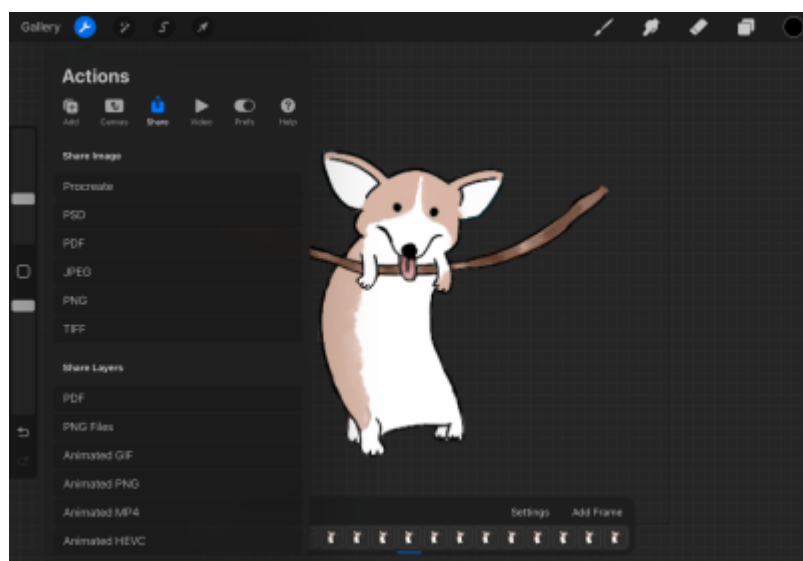 Gallery
Actions
Add Canvas Share Video Prefs Help
Share Image
Procreate
PSD
PDF
JPEG
PNG
TIFF
Share Layers
PDF
PNG Files
Animated GIF
Animated PNG
Animated MP4
Animated HEVC
Settings Add Frame